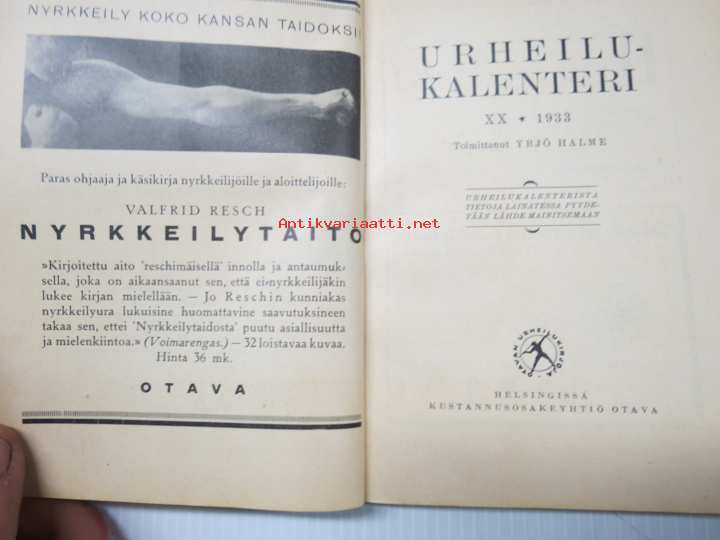 NYRKKEILY KOKO KANSAN TAIDOKSI!
Paras ohjaaja ja käsikirja nyrkkeilijöille ja aloittelijoille:
VALFRID RESCH
NYRKKEILYTAITO
»Kirjoitettu aito 'reschimäisellä' innolla ja antaumuk-
sella, joka on aikaansaanut sen, että ei-nyrkkeilijäkin
lukee kirjan mielellään. — Jo Reschin kunniakas
nyrkkeilyura lukuisine huomattavine saavutuksineen
takaa sen, ettei 'Nyrkkeilytaidosta' puutu asiallisuutta
ja mielenkiintoa.» (Voimarengas.) — 32 loistavaa kuvaa.
Hinta 36 mk.
OTAVA
URHEILU-
KALENTERI
XX * 1933
Toimittanut YRJÖ HALME
URHEILUKALENTERISTA
TIETOJA LAINATESSA PYYDE-
TÄÄN LÄHDE MAINITSEMAAN
OTAVAN URHEILUKIRJOJA
HELSINGISSÄ
KUSTANNUSOSAKEYHTIÖ OTAVA
Antikvariaatti.net